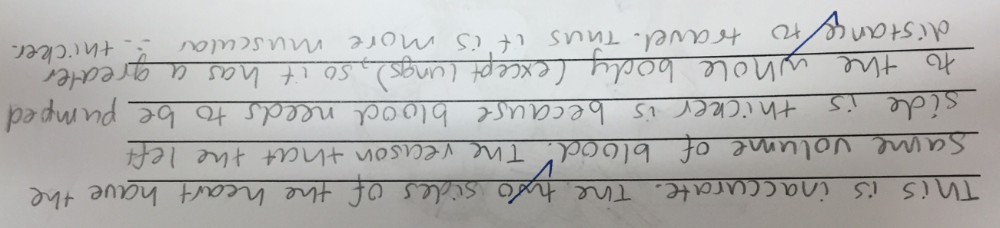 This is inaccurate. The two sides of the heart have the
same volume of blood. The reason that the left
side is thicker is because blood needs to be pumped
to the whole body (except lungs), so it has a greater
distance to travel. Thus it is more muscular ∴ thicker.